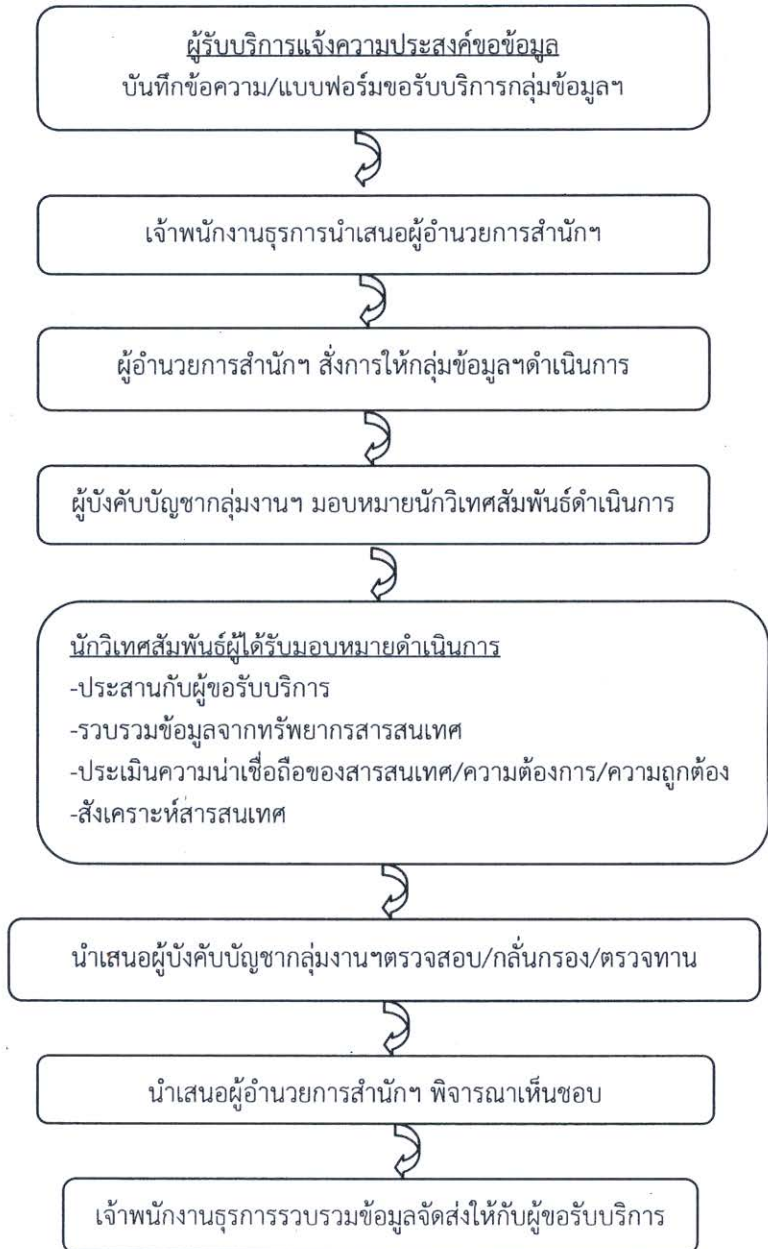 ผู้รับบริการแจ้งความประสงค์ขอข้อมูล
บันทึกข้อความ/แบบฟอร์มขอรับบริการกลุ่มข้อมูลฯ
เจ้าพนักงานธุรการนำเสนอผู้อำนวยการสำนักฯ
ผู้อำนวยการสำนักฯ สั่งการให้กลุ่มข้อมูลฯดำเนินการ
ผู้บังคับบัญชากลุ่มงานฯ มอบหมายนักวิเทศสัมพันธ์ดำเนินการ
นักวิเทศสัมพันธ์ผู้ได้รับมอบหมายดำเนินการ
-ประสานกับผู้ขอรับบริการ
-รวบรวมข้อมูลจากทรัพยากรสารสนเทศ
-ประเมินความน่าเชื่อถือของสารสนเทศ/ความต้องการ/ความถูกต้อง
-สังเคราะห์สารสนเทศ
นำเสนอผู้บังคับบัญชากลุ่มงานฯตรวจสอบ/กลั่นกรอง/ตรวจทาน
นำเสนอผู้อำนวยการสำนักฯ พิจารณาเห็นชอบ
เจ้าพนักงานธุรการรวบรวมข้อมูลจัดส่งให้กับผู้ขอรับบริการ